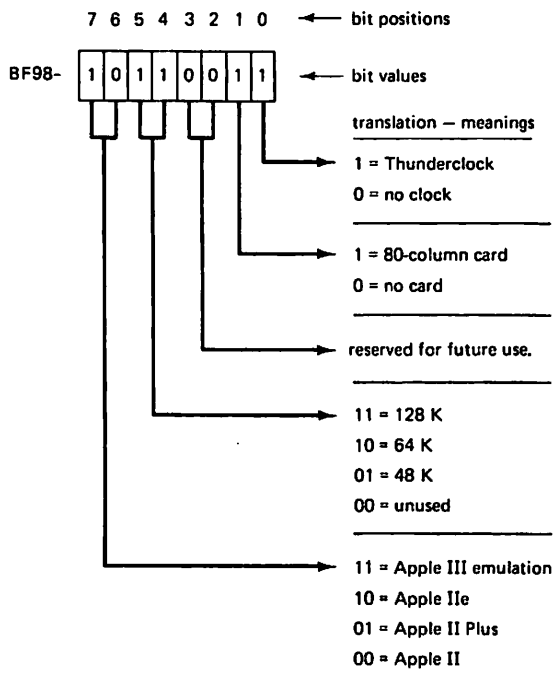 7 6 5 4 3 2 1 0 bit positions
BF98- 1 0 1 1 0 0 1 1 bit values
translation — meanings
1 = Thunderclock
0 = no clock
1 = 80-column card
0 = no card
reserved for future use.
11 = 128 K
10 = 64 K
01 = 48 K
00 = unused
11 = Apple III emulation
10 = Apple IIe
01 = Apple II Plus
00 = Apple II